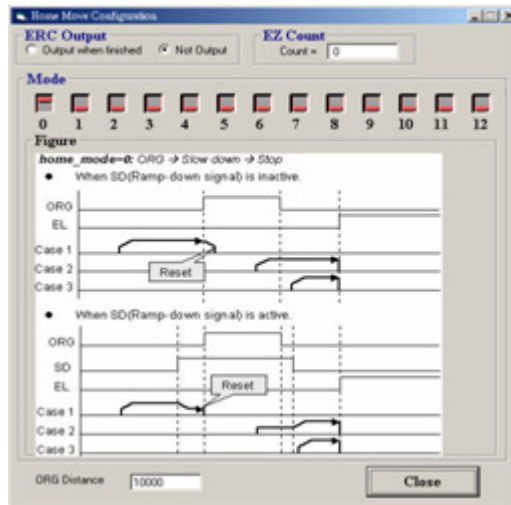 Home Move Configuration
ERC Output
Output when finished
Not Output
EZ Count
Count =
0
Mode
0 1 2 3 4 5 6 7 8 9 10 11 12
Figure
home_mode=0: ORG → Slow down → Stop
● When SD(Ramp-down signal) is inactive.
ORG
EL
Case 1
Reset
Case 2
Case 3
● When SD(Ramp-down signal) is active.
ORG
SD
EL
Reset
Case 1
Case 2
Case 3
ORG Distance
10000
Close